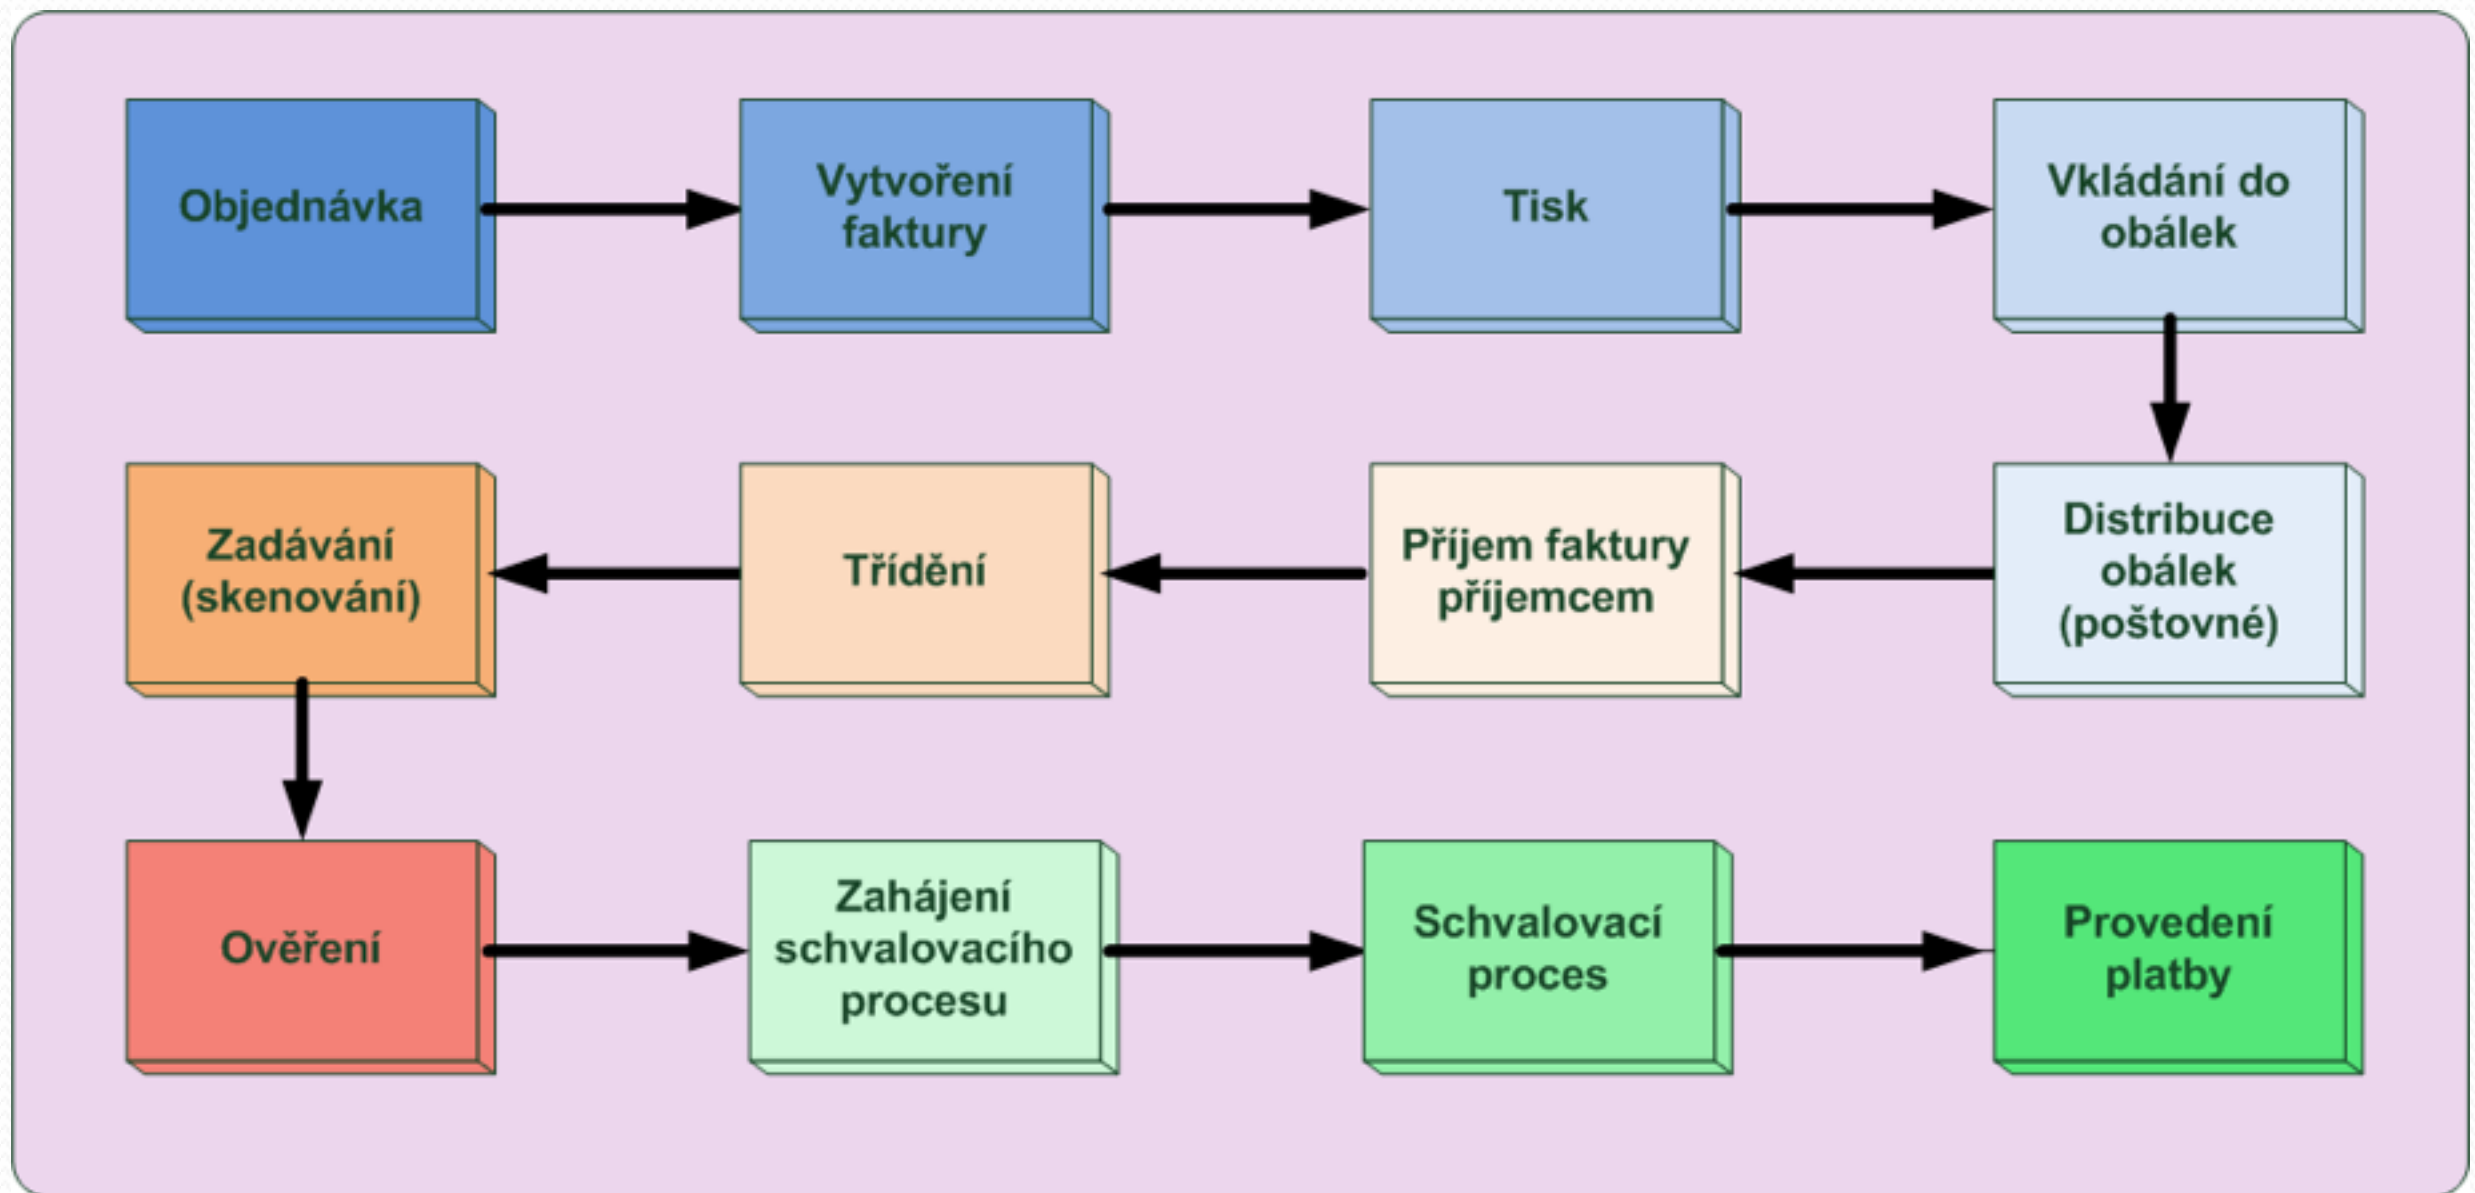 Objednávka
Vytvoření
faktury
Tisk
Vkládání do
obálek
Distribuce
obálek
(poštovné)
Příjem faktury
příjemcem
Třídění
Zadávání
(skenování)
Ověření
Zahájení
schvalovacího
procesu
Schvalovací
proces
Provedení
platby